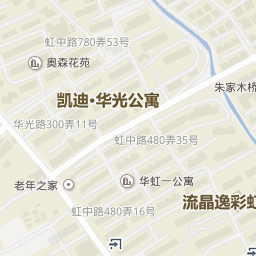 虹中路780弄53号
奥森花苑
朱家木桥
凯迪·华光公寓
华光路300弄11号
虹中路480弄35号
老年之家
华虹一公寓
流晶逸彩虹
虹中路480弄16号